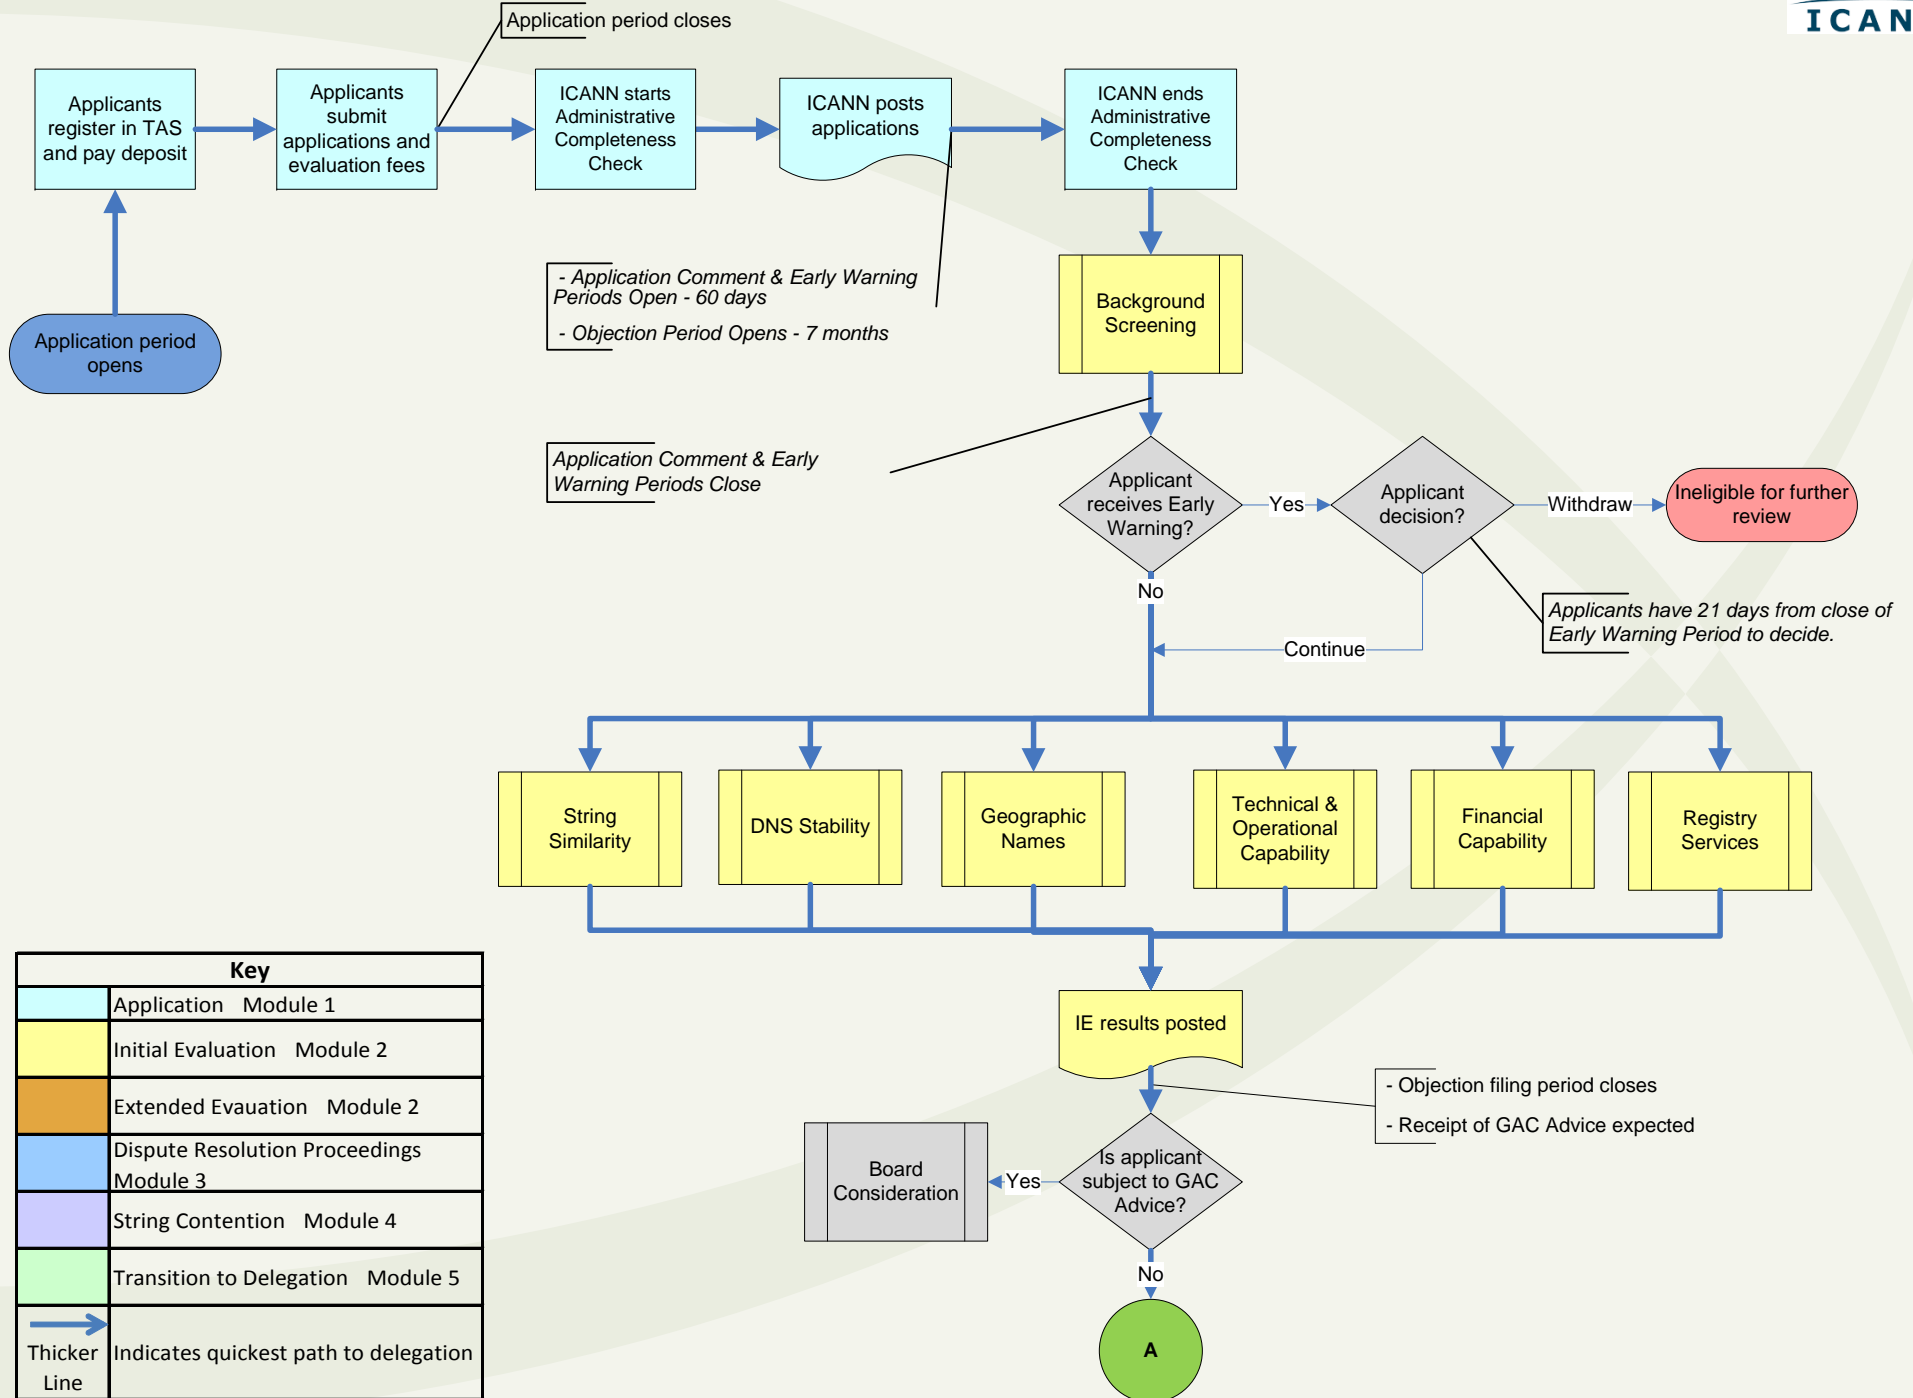 Application period closes
ICAN
Applicants
register in TAS
and pay deposit
Applicants
submit
applications and
evaluation fees
ICANN starts
Administrative
Completeness
Check
ICANN posts
applications
ICANN ends
Administrative
Completeness
Check
- Application Comment & Early Warning
Periods Open - 60 days
- Objection Period Opens - 7 months
Background
Screening
Application period
opens
Application Comment & Early
Warning Periods Close
Applicant
receives Early
Warning?
Yes
Applicant
decision?
Withdraw
Ineligible for further
review
No
Applicants have 21 days from close of
Early Warning Period to decide.
Continue
String
Similarity
DNS Stability
Geographic
Names
Technical &
Operational
Capability
Financial
Capability
Registry
Services
IE results posted
- Objection filing period closes
- Receipt of GAC Advice expected
Board
Consideration
Yes
Is applicant
subject to GAC
Advice?
No
A
Key
Application Module 1
Initial Evaluation Module 2
Extended Evauation Module 2
Dispute Resolution Proceedings
Module 3
String Contention Module 4
Transition to Delegation Module 5
Thicker
Line
Indicates quickest path to delegation